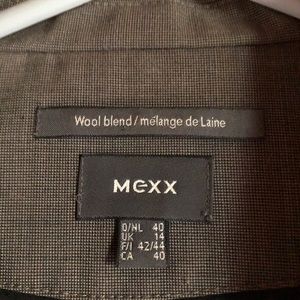 Wool blend / mélange de Laine
MEXX
D/NL 40
UK 14
F/I 42/44
CA 40